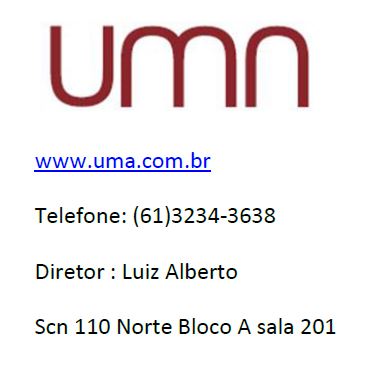 uma
www.uma.com.br
Telefone: (61)3234-3638
Diretor : Luiz Alberto
Scn 110 Norte Bloco A sala 201